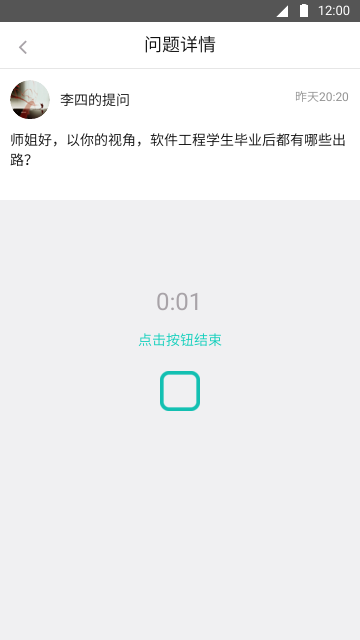 12:00
问题详情
李四的提问
昨天20:20
师姐好，以你的视角，软件工程学生毕业后都有哪些出
路？
0:01
点击按钮结束